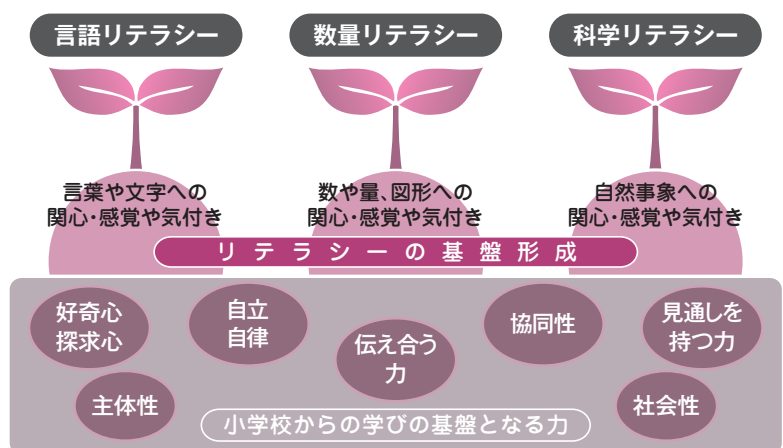 言語リテラシー
数量リテラシー
科学リテラシー
言葉や文字への
関心・感覚や気付き
数や量、図形への
関心・感覚や気付き
自然事象への
関心・感覚や気付き
リテラシーの基盤形成
好奇心
探求心
自立
自律
伝え合う
力
協同性
見通しを
持つ力
主体性
社会性
小学校からの学びの基盤となる力